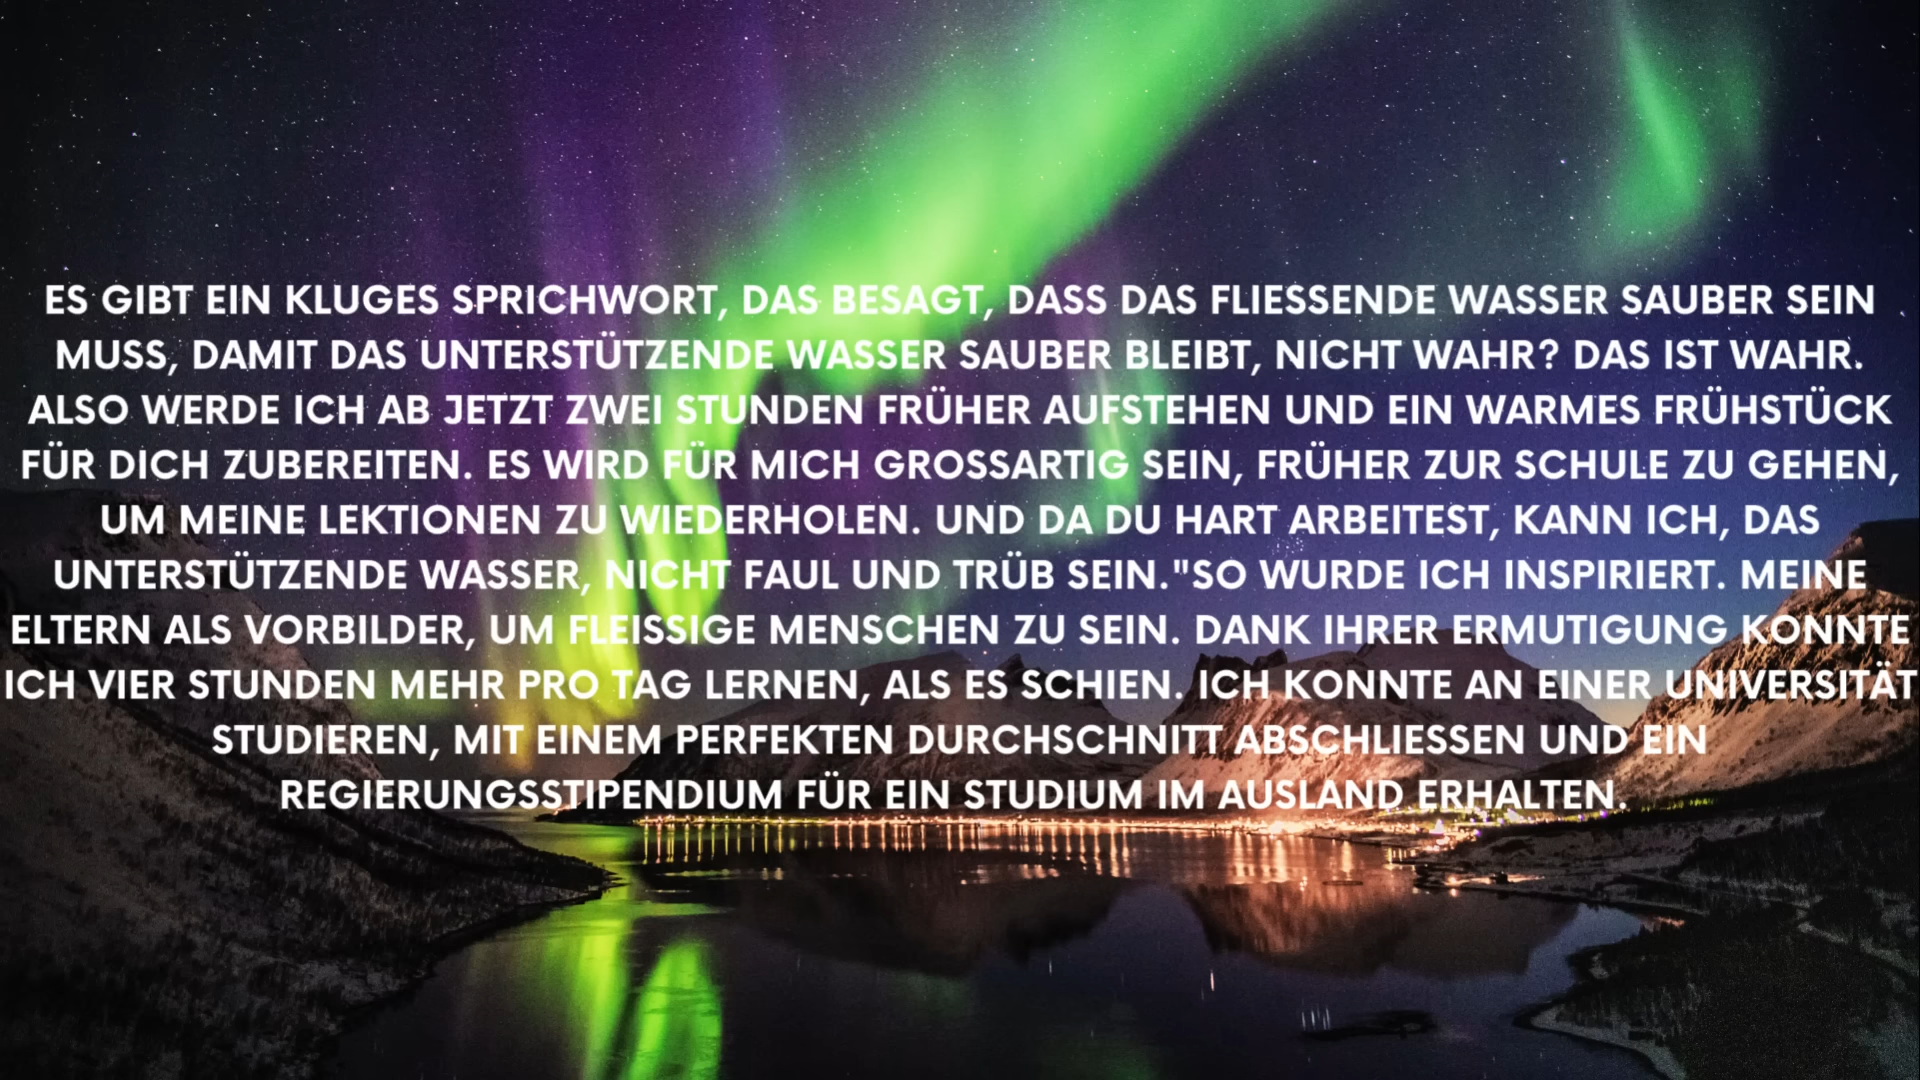 ES GIBT EIN KLUGES SPRICHWORT, DAS BESAGT, DASS DAS FLIESSENDE WASSER SAUBER SEIN
MUSS, DAMIT DAS UNTERSTÜTZENDE WASSER SAUBER BLEIBT, NICHT WAHR? DAS IST WAHR.
ALSO WERDE ICH AB JETZT ZWEI STUNDEN FRÜHER AUFSTEHEN UND EIN WARMES FRÜHSTÜCK
FÜR DICH ZUBEREITEN. ES WIRD FÜR MICH GROSSARTIG SEIN, FRÜHER ZUR SCHULE ZU GEHEN,
UM MEINE LEKTIONEN ZU WIEDERHOLEN. UND DA DU HART ARBEITEST, KANN ICH, DAS
UNTERSTÜTZENDE WASSER, NICHT FAUL UND TRÜB SEIN."SO WURDE ICH INSPIRIERT. MEINE
ELTERN ALS VORBILDER, UM FLEISSIGE MENSCHEN ZU SEIN. DANK IHRER ERMUTIGUNG KONNTE
ICH VIER STUNDEN MEHR PRO TAG LERNEN, ALS ES SCHIEN. ICH KONNTE AN EINER UNIVERSITÄT
STUDIEREN, MIT EINEM PERFEKTEN DURCHSCHNITT ABSCHLIESSEN UND EIN
REGIERUNGSSTIPENDIUM FÜR EIN STUDIUM IM AUSLAND ERHALTEN.